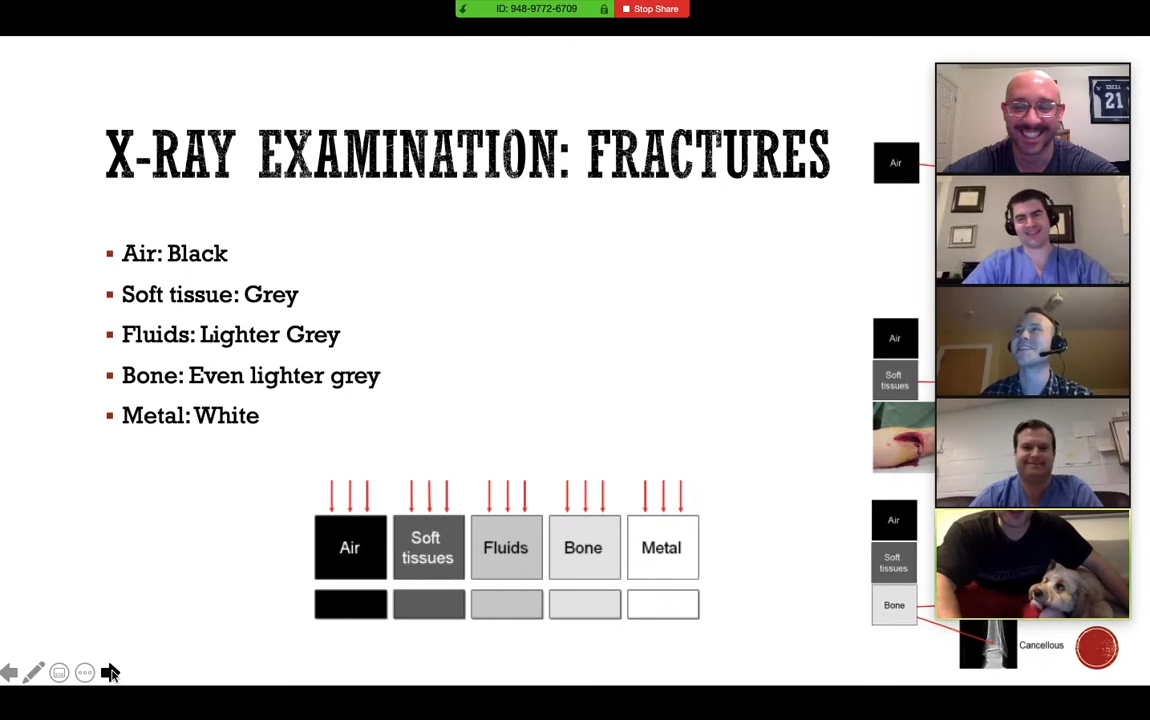 ID: 948-9772-6709
Stop Share
X-RAY EXAMINATION: FRACTURES
Air: Black
Soft tissue: Grey
Fluids: Lighter Grey
Bone: Even lighter grey
Metal: White
Air
Soft
tissues
Fluids
Bone
Metal
Air
Air
Soft
tissues
Air
Soft
tissues
Bone
Cancellous
21